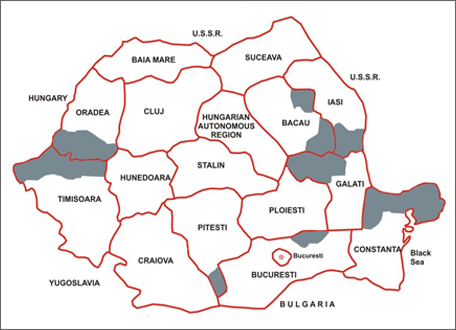 U.S.S.R.
SUCEAVA
BAIA MARE
U.S.S.R.
HUNGARY
ORADEA
CLUJ
IASI
HUNGARIAN
AUTONOMOUS
REGION
BACAU
STALIN
HUNEDOARA
TIMISOARA
GALATI
PLOIESTI
PITESTI
CONSTANTA
Black
Sea
Bucuresti
CRAIOVA
BUCURESTI
YUGOSLAVIA
BULGARIA